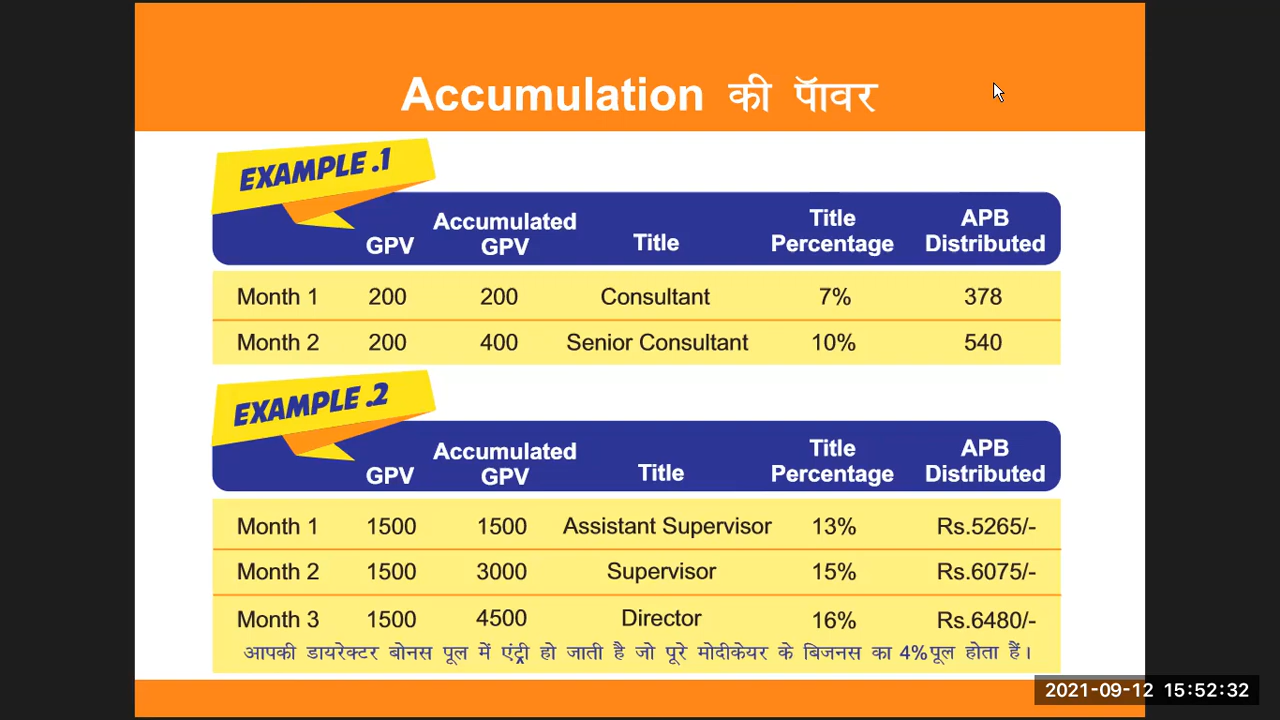 Accumulation की पॅावर
EXAMPLE .1
GPV Accumulated GPV Title Title Percentage APB Distributed
Month 1 200 200 Consultant 7% 378
Month 2 200 400 Senior Consultant 10% 540
EXAMPLE .2
GPV Accumulated GPV Title Title Percentage APB Distributed
Month 1 1500 1500 Assistant Supervisor 13% Rs.5265/-
Month 2 1500 3000 Supervisor 15% Rs.6075/-
Month 3 1500 4500 Director 16% Rs.6480/-
आपकी डायरेक्टर बोनस पूल में एंट्री हो जाती है जो पूरे मोदीकेयर के बिजनस का 4% पूल होता हैं।
2021-09-12 15:52:32